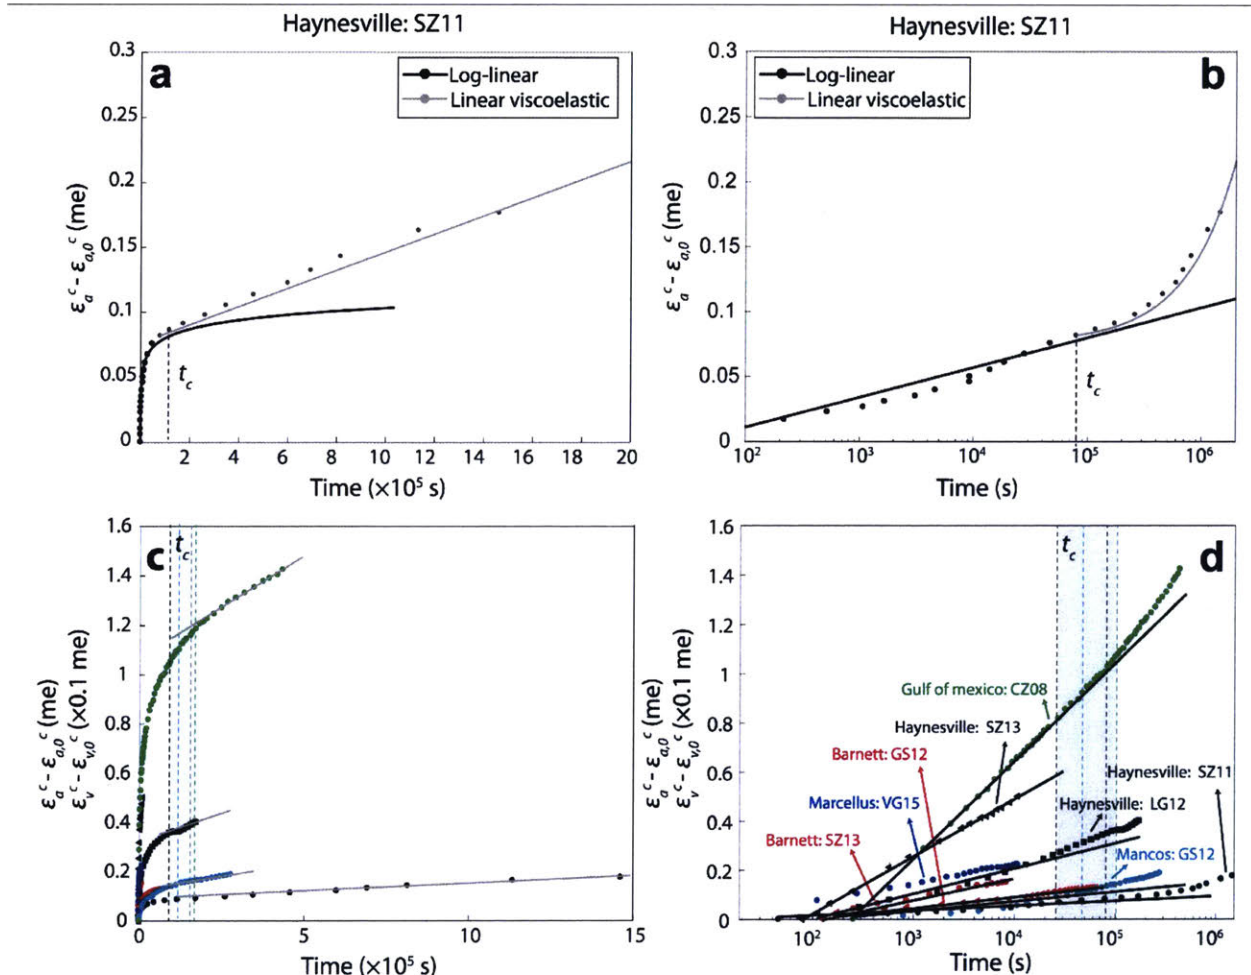 Haynesville: SZ11
a
Log-linear
Linear viscoelastic
0.3
0.25
0.2
0.15
0.1
0.05
0
εₐᶜ - εₐ,₀ᶜ (me)
t_c
2 4 6 8 10 12 14 16 18 20
Time (×10⁵ s)
Haynesville: SZ11
b
Log-linear
Linear viscoelastic
0.3
0.25
0.2
0.15
0.1
0.05
0
εₐᶜ - εₐ,₀ᶜ (me)
t_c
10² 10³ 10⁴ 10⁵ 10⁶
Time (s)
c
t_c
1.6
1.4
1.2
1
0.8
0.6
0.4
0.2
0
εₐᶜ - εₐ,₀ᶜ (me)
εᵥᶜ - εᵥ,₀ᶜ (×0.1 me)
0 5 10 15
Time (×10⁵ s)
d
t_c
1.6
1.4
1.2
1
0.8
0.6
0.4
0.2
0
εₐᶜ - εₐ,₀ᶜ (me)
εᵥᶜ - εᵥ,₀ᶜ (×0.1 me)
Gulf of mexico: CZ08
Haynesville: SZ13
Barnett: GS12
Haynesville: SZ11
Marcellus: VG15
Haynesville: LG12
Barnett: SZ13
Mancos: GS12
10² 10³ 10⁴ 10⁵ 10⁶
Time (s)